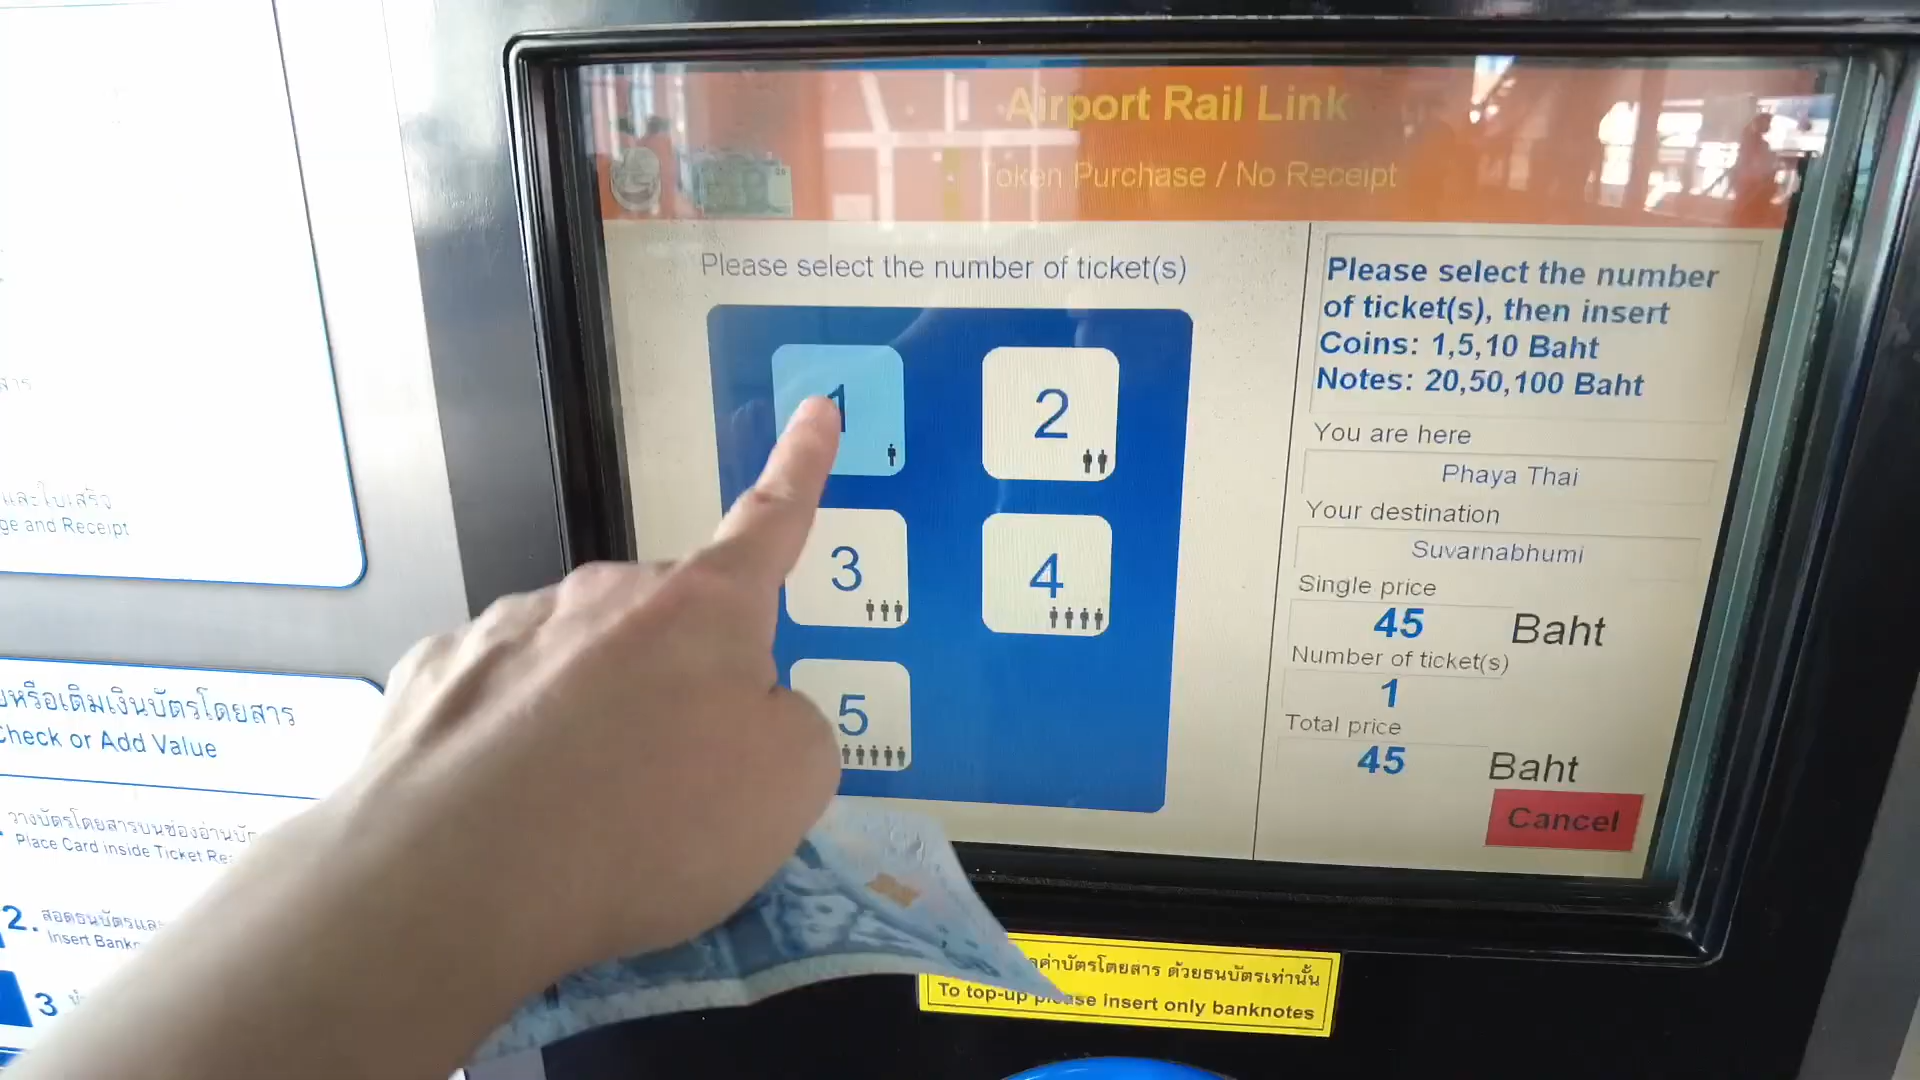 Airport Rail Link
Token Purchase / No Receipt
Please select the number of ticket(s)
1
2
3
4
5
Please select the number
of ticket(s), then insert
Coins: 1,5,10 Baht
Notes: 20,50,100 Baht
You are here
Phaya Thai
Your destination
Suvarnabhumi
Single price
45 Baht
Number of ticket(s)
1
Total price
45 Baht
Cancel
และใบเสร็จ
and Receipt
หรือเติมเงินบัตรโดยสาร
Check or Add Value
วางบัตรโดยสารบนช่องอ่าน
Place Card inside Ticket
2. สอดธนบัตรและ
Insert
3
ค่าบัตรโดยสาร ด้วยธนบัตรเท่านั้น
To top-up please insert only banknotes